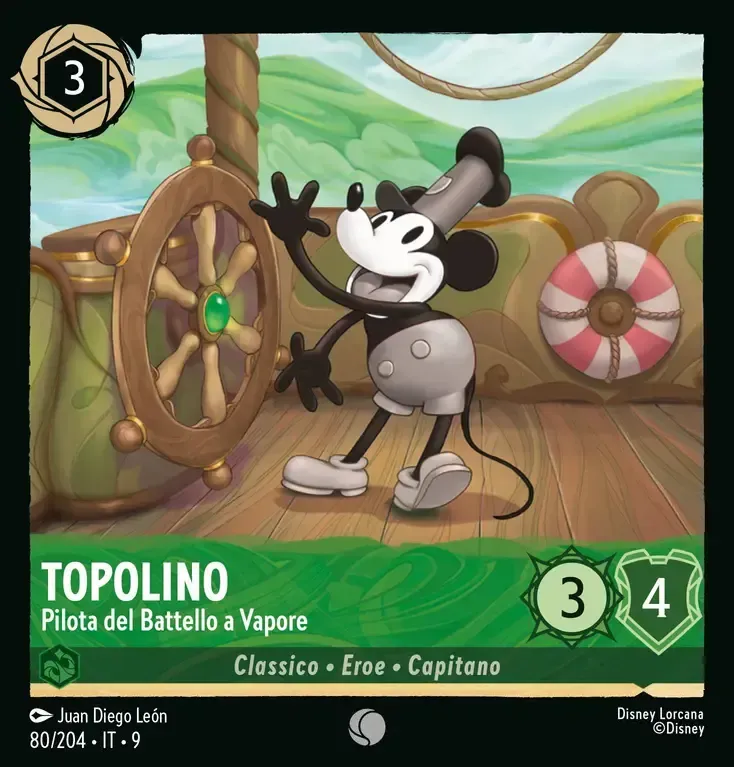 3
TOPOLINO
Pilota del Battello a Vapore
3
4
Classico • Eroe • Capitano
Juan Diego León
80/204 • IT • 9
Disney Lorcana
©Disney